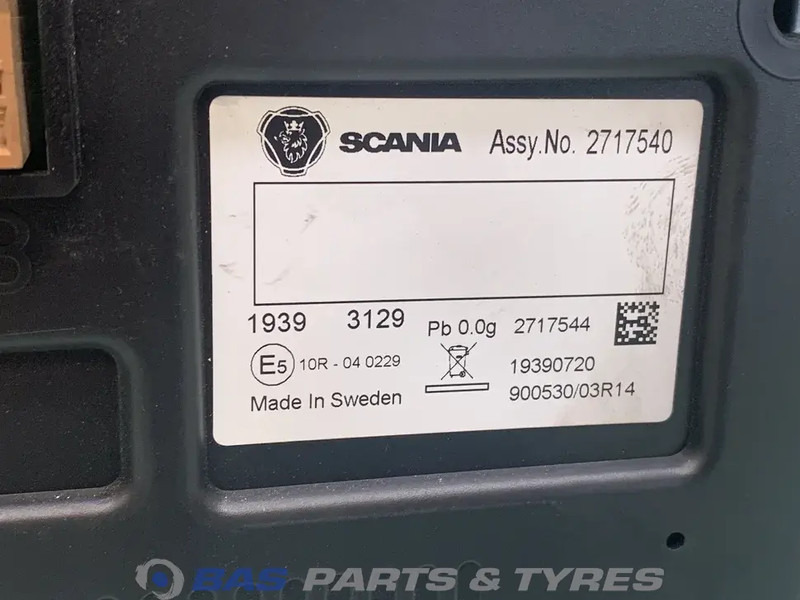 SCANIA Assy.No. 2717540
1939 3129 Pb 0.0g 2717544
E5 10R - 04 0229 19390720
Made In Sweden 900530/03R14
BAS PARTS & TYRES